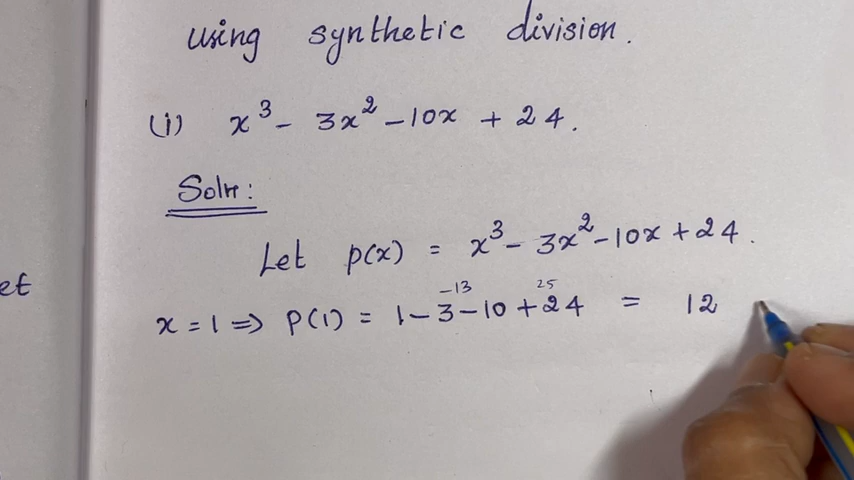 using synthetic division.
(i) x³ - 3x² - 10x + 24.
Soln:
Let p(x) = x³ - 3x² - 10x + 24.
et
-13 25
x = 1 ⇒ P(1) = 1 - 3 - 10 + 24 = 12